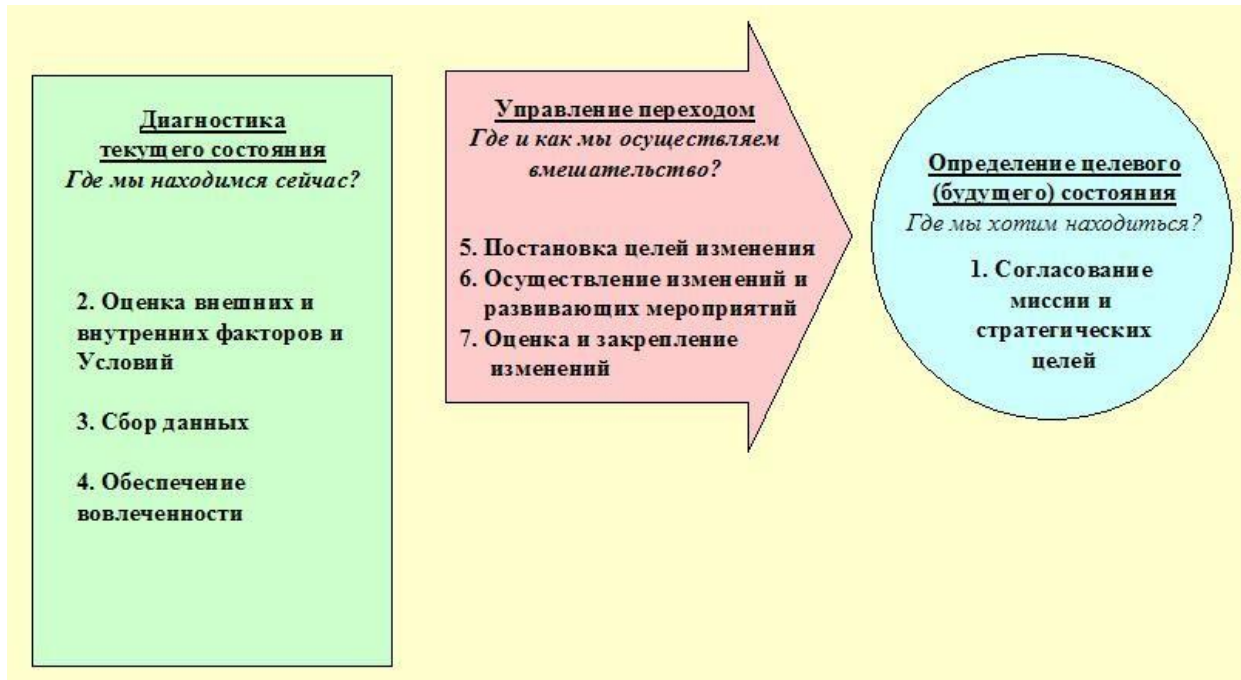 Диагностика
текущего состояния
Где мы находимся сейчас?
2. Оценка внешних и
внутренних факторов и
Условий
3. Сбор данных
4. Обеспечение
вовлеченности
Управление переходом
Где и как мы осуществляем
вмешательство?
5. Постановка целей изменения
6. Осуществление изменений и
развивающих мероприятий
7. Оценка и закрепление
изменений
Определение целевого
(будущего) состояния
Где мы хотим находиться?
1. Согласование
миссии и
стратегических
целей